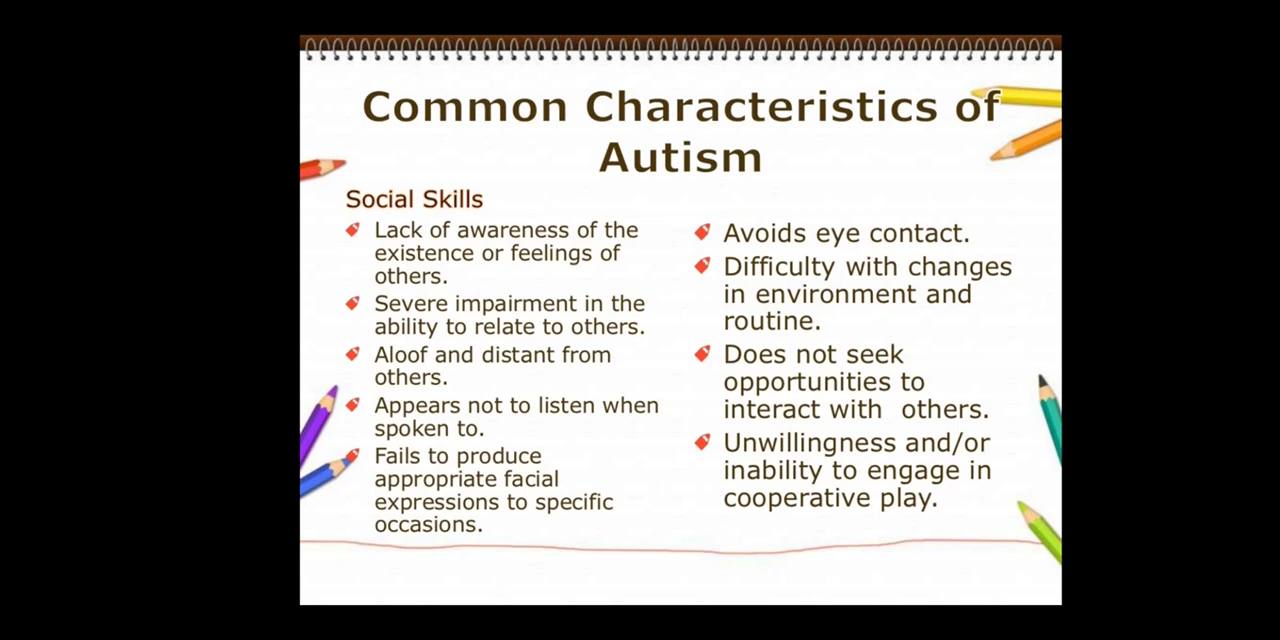 Common Characteristics of
Autism
Social Skills
Lack of awareness of the
existence or feelings of
others.
Severe impairment in the
ability to relate to others.
Aloof and distant from
others.
Appears not to listen when
spoken to.
Fails to produce
appropriate facial
expressions to specific
occasions.
Avoids eye contact.
Difficulty with changes
in environment and
routine.
Does not seek
opportunities to
interact with  others.
Unwillingness and/or
inability to engage in
cooperative play.